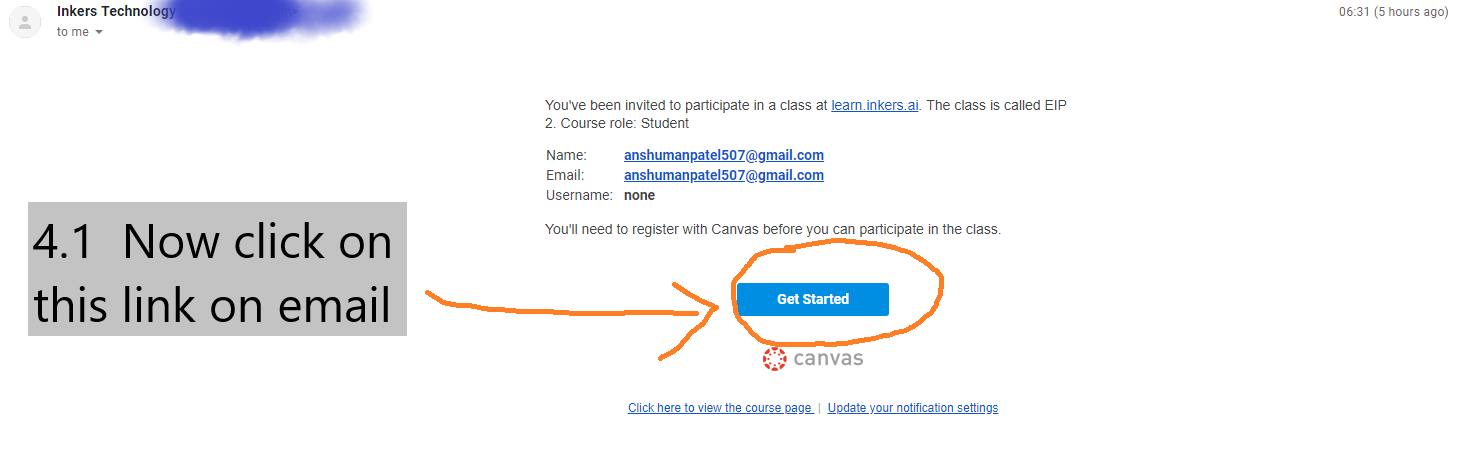 Inkers Technology
06:31 (5 hours ago)
to me
You've been invited to participate in a class at learn.inkers.ai. The class is called EIP
2. Course role: Student
Name: anshumanpatel507@gmail.com
Email: anshumanpatel507@gmail.com
Username: none
You'll need to register with Canvas before you can participate in the class.
4.1 Now click on
this link on email
Get Started
canvas
Click here to view the course page | Update your notification settings